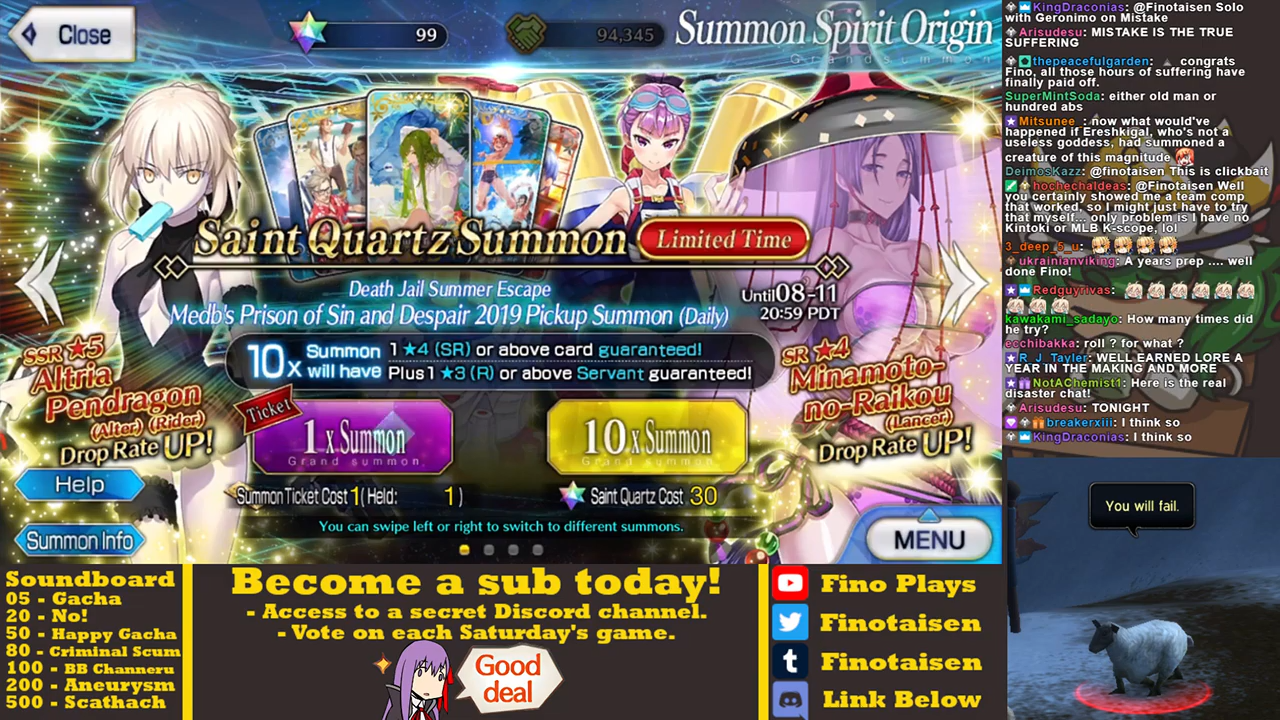 Close
99
94,345
Summon Spirit Origin
Grandsummon
Saint Quartz Summon
Limited Time
Death Jail Summer Escape
Medb's Prison of Sin and Despair 2019 Pickup Summon (Daily)
Until 08-11
20:59 PDT
10x Summon will have
1 ★4 (SR) or above card guaranteed!
Plus 1 ★3 (R) or above Servant guaranteed!
SSR ★5
Altria
Pendragon
(Alter) (Rider)
Drop Rate UP!
SR ★4
Minamoto-
no-Raikou
(Lancer)
Drop Rate UP!
Ticket
1x Summon
Grand summon.
10x Summon
Grand summon.
Summon Ticket Cost 1 (Held: 1)
Saint Quartz Cost 30
You can swipe left or right to switch to different summons.
Help
Summon Info
MENU
Soundboard
05 - Gacha
20 - No!
50 - Happy Gacha
80 - Criminal Scum
100 - BB Channeru
200 - Aneurysm
500 - Scathach
Become a sub today!
- Access to a secret Discord channel.
- Vote on each Saturday's game.
Good
deal
Fino Plays
Finotaisen
Finotaisen
Link Below
KingDraconias: @Finotaisen Solo
with Geronimo on Mistake
Arisudesu: MISTAKE IS THE TRUE
SUFFERING
thepeacefulgarden: congrats
Fino, all those hours of suffering have
finally paid off.
SuperMintSoda: either old man or
hundred abs
Mitsunee_: now what would've
happened if Ereshkigal, who's not a
useless goddess, had summoned a
creature of this magnitude
DeimosKazz: @finotaisen This is clickbait
hochechaldeas: @Finotaisen Well
you certainly showed me a team comp
that worked, so I might just have to try
that myself... only problem is I have no
Kintoki or MLB K-scope, lol
3_deep_5_u:
ukrainianviking: A years prep .... well
done Fino!
Redguyrivas:
kawakami_sadayo: How many times did
he try?
ecchibakka: roll ? for what ?
R_J_Tayler: WELL EARNED LORE A
YEAR IN THE MAKING AND MORE
NotAChemist1: Here is the real
disaster chat!
Arisudesu: TONIGHT
breakerxiii: I think so
KingDraconias: I think so
You will fail.